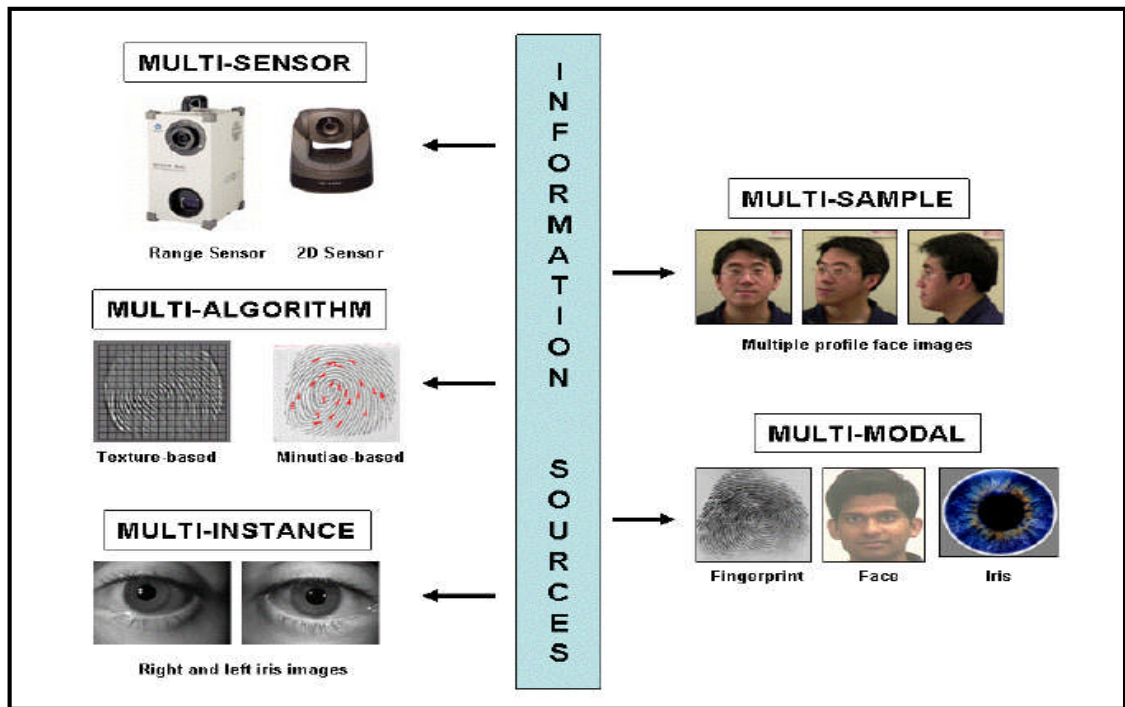 MULTI-SENSOR
Range Sensor
2D Sensor
MULTI-ALGORITHM
Texture-based
Minutiae-based
MULTI-INSTANCE
Right and left iris images
INFORMATION SOURCES
MULTI-SAMPLE
Multiple profile face images
MULTI-MODAL
Fingerprint
Face
Iris